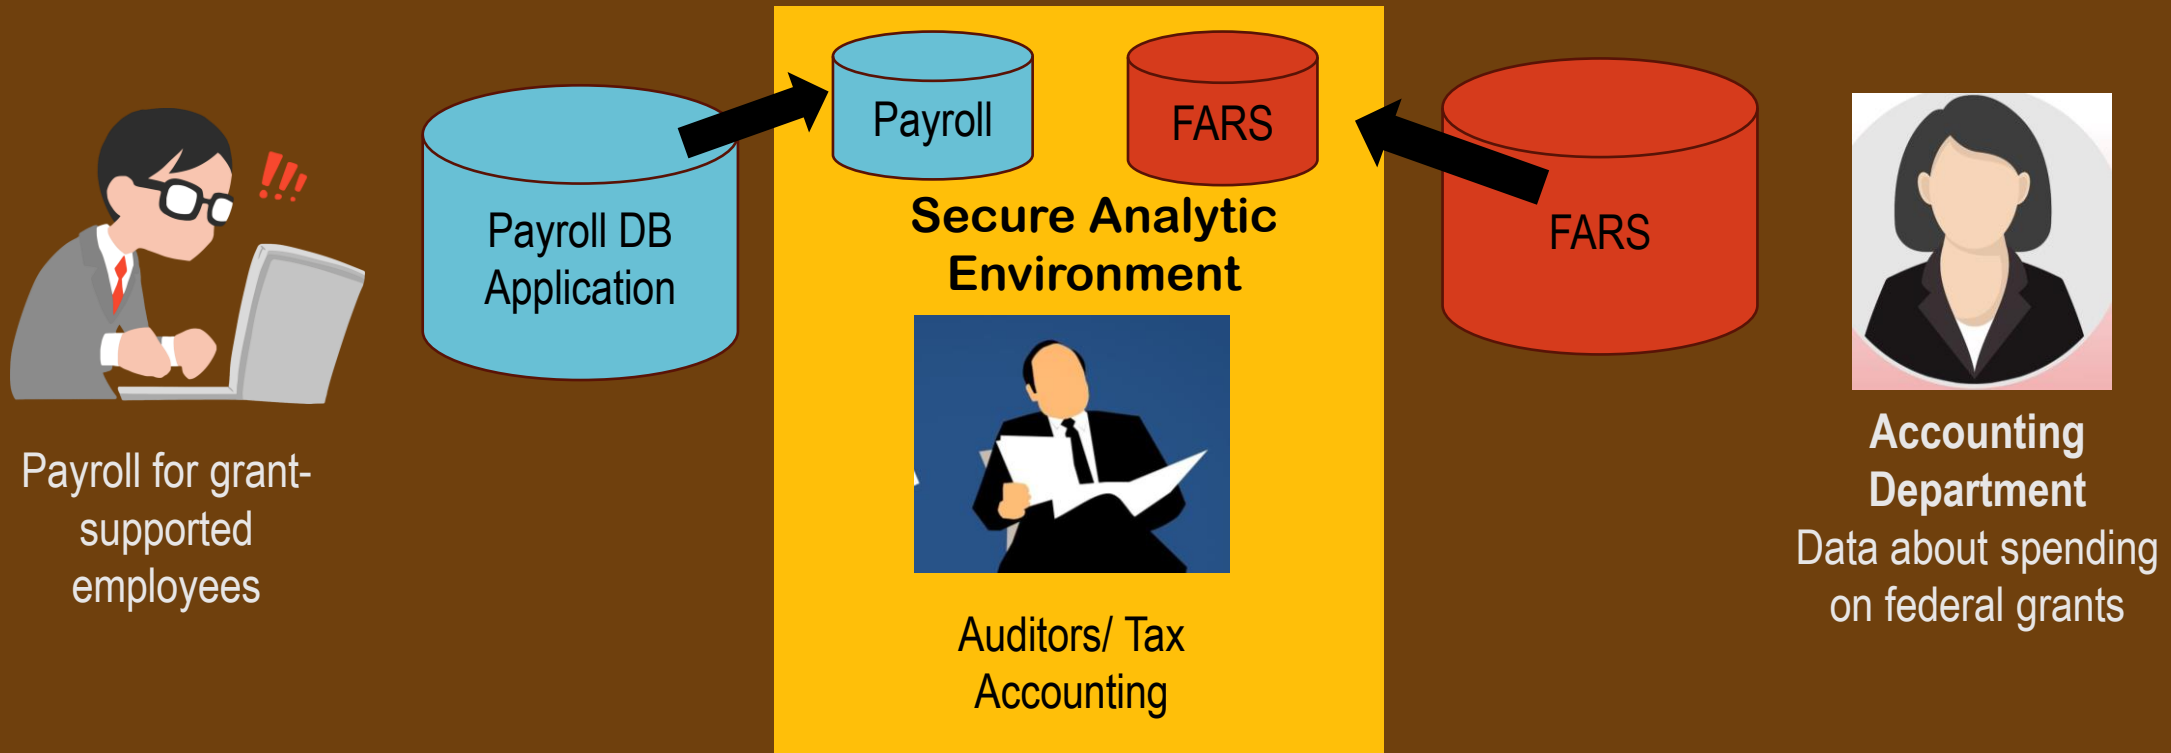 Payroll for grant-
supported
employees
Payroll DB
Application
Payroll
FARS
Secure Analytic
Environment
Auditors/ Tax
Accounting
FARS
Accounting
Department
Data about spending
on federal grants